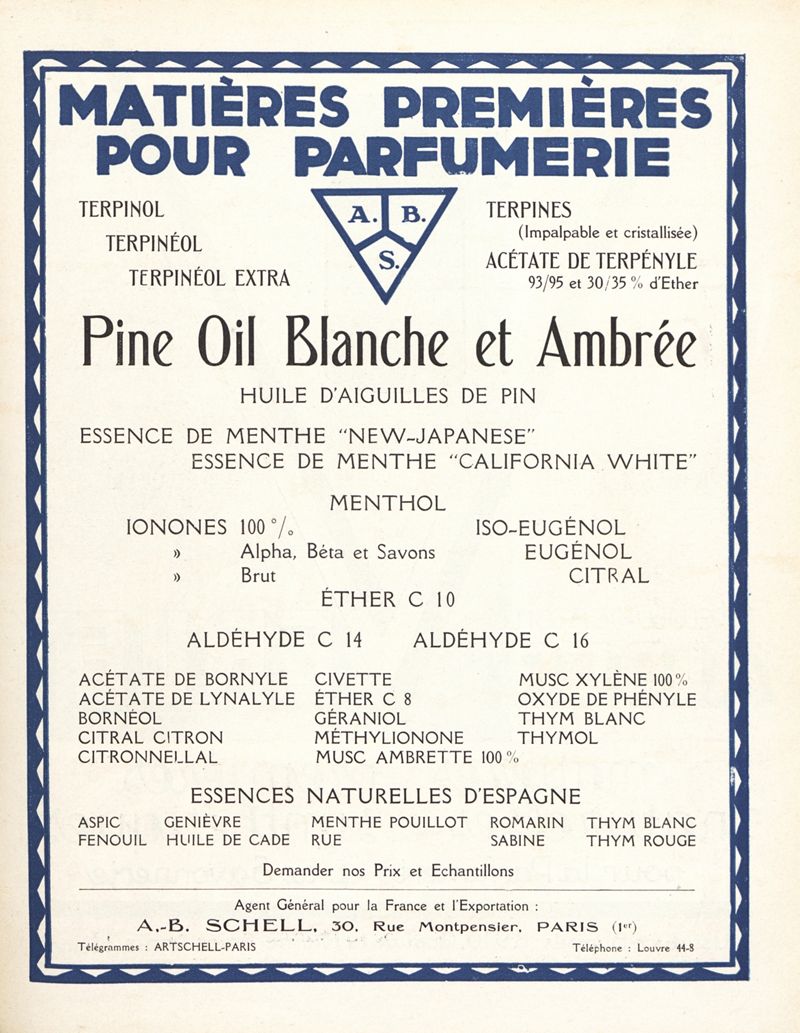 MATIÈRES PREMIÈRES
POUR PARFUMERIE
A. B.
S.
TERPINOL
TERPINÉOL
TERPINÉOL EXTRA
TERPINES
(Impalpable et cristallisée)
ACÉTATE DE TERPÉNYLE
93/95 et 30/35 % d'Ether
Pine Oil Blanche et Ambrée
HUILE D'AIGUILLES DE PIN
ESSENCE DE MENTHE "NEW-JAPANESE"
ESSENCE DE MENTHE "CALIFORNIA WHITE"
MENTHOL
IONONES 100 %
» Alpha, Béta et Savons
» Brut
ISO-EUGÉNOL
EUGÉNOL
CITRAL
ÉTHER C 10
ALDÉHYDE C 14 ALDÉHYDE C 16
ACÉTATE DE BORNYLE
ACÉTATE DE LYNALYLE
BORNÉOL
CITRAL CITRON
CITRONNELLAL
CIVETTE
ÉTHER C 8
GÉRANIOL
MÉTHYLIONONE
MUSC AMBRETTE 100 %
MUSC XYLÈNE 100 %
OXYDE DE PHÉNYLE
THYM BLANC
THYMOL
ESSENCES NATURELLES D'ESPAGNE
ASPIC GENIÈVRE MENTHE POUILLOT ROMARIN THYM BLANC
FENOUIL HUILE DE CADE RUE SABINE THYM ROUGE
Demander nos Prix et Echantillons
Agent Général pour la France et l'Exportation :
A.-B. SCHELL, 30, Rue Montpensier, PARIS (1er)
Télégrammes : ARTSCHELL-PARIS Téléphone : Louvre 44-8